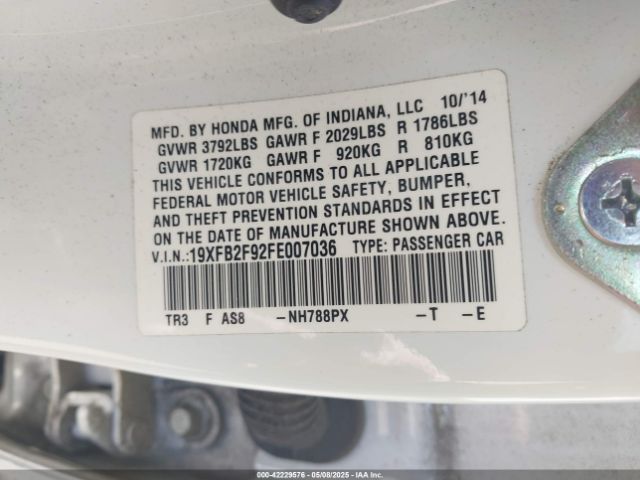 MFD. BY HONDA MFG. OF INDIANA, LLC 10/'14
GVWR 3792LBS GAWR F 2029LBS R 1786LBS
GVWR 1720KG GAWR F 920KG R 810KG
THIS VEHICLE CONFORMS TO ALL APPLICABLE
FEDERAL MOTOR VEHICLE SAFETY, BUMPER,
AND THEFT PREVENTION STANDARDS IN EFFECT
ON THE DATE OF MANUFACTURE SHOWN ABOVE.
V.I.N.:19XFB2F92FE007036 TYPE: PASSENGER CAR
TR3 F AS8 -NH788PX -T -E
000-42229576 | 05/08/2025 | IAA, Inc.